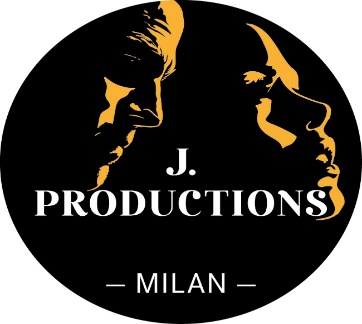 J.
PRODUCTIONS
— MILAN —